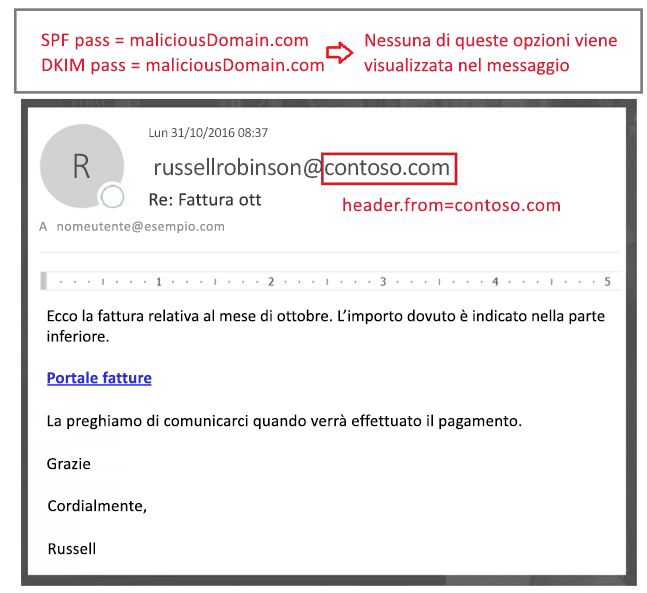 SPF pass = maliciousDomain.com
DKIM pass = maliciousDomain.com
Nessuna di queste opzioni viene
visualizzata nel messaggio
R
Lun 31/10/2016 08:37
russellrobinson@contoso.com
Re: Fattura ott
header.from=contoso.com
A nomeutente@esempio.com
1 2 3 4 5
Ecco la fattura relativa al mese di ottobre. L’importo dovuto è indicato nella parte
inferiore.
Portale fatture
La preghiamo di comunicarci quando verrà effettuato il pagamento.
Grazie
Cordialmente,
Russell